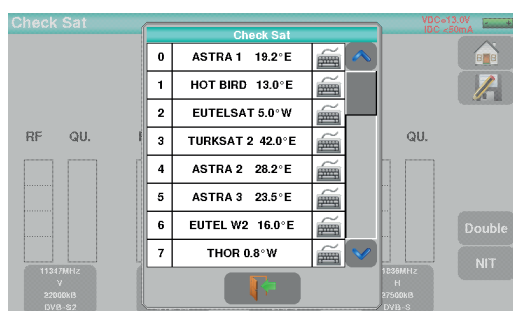 Check Sat
VDC=13.0V
IDC <50mA
Check Sat
0 ASTRA 1 19.2°E
1 HOT BIRD 13.0°E
2 EUTELSAT 5.0°W
3 TURKSAT 2 42.0°E
4 ASTRA 2 28.2°E
5 ASTRA 3 23.5°E
6 EUTEL W2 16.0°E
7 THOR 0.8°W
RF QU.
QU.
Double
NIT
11347MHz
V
22000kB
DVB-S2
H
27500kB
DVB-S